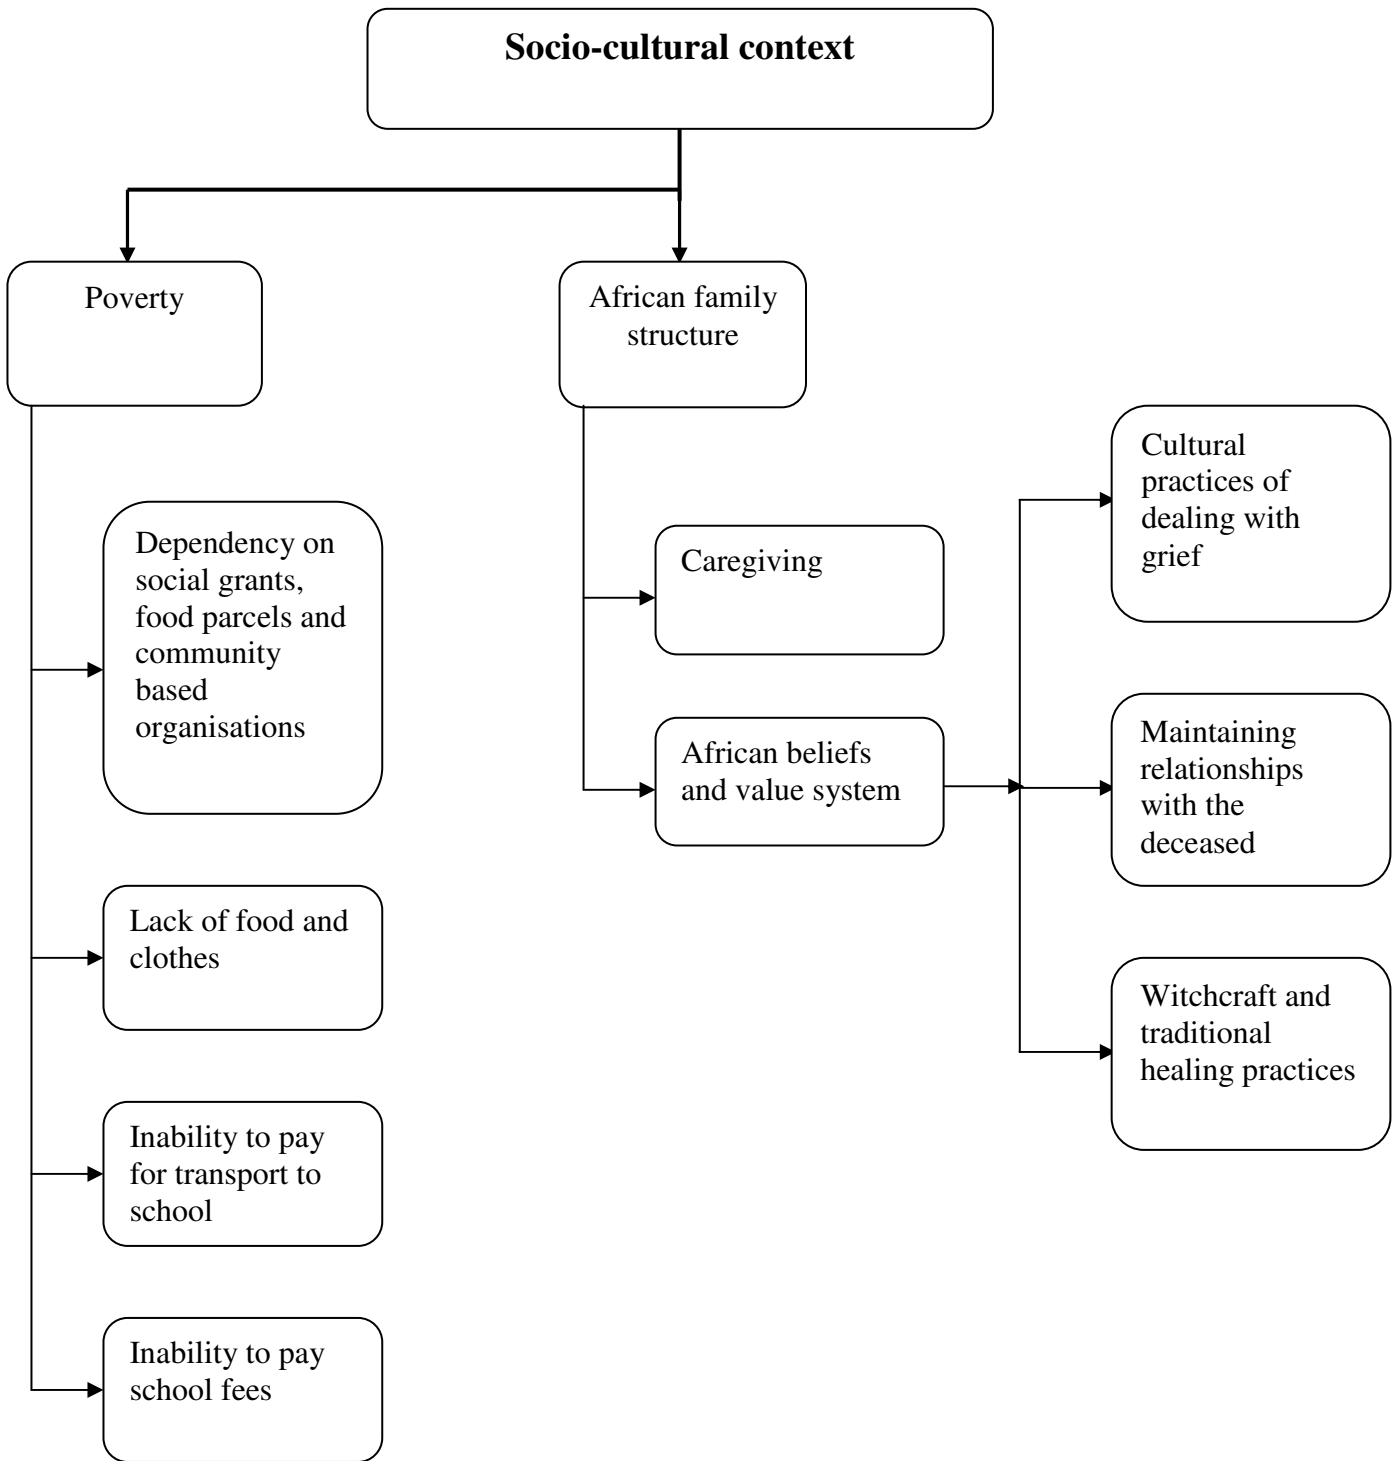 Socio-cultural context
Poverty
African family
structure
Cultural
practices of
dealing with
grief
Dependency on
social grants,
food parcels and
community
based
organisations
Caregiving
Maintaining
relationships
with the
deceased
African beliefs
and value system
Lack of food and
clothes
Witchcraft and
traditional
healing practices
Inability to pay
for transport to
school
Inability to pay
school fees